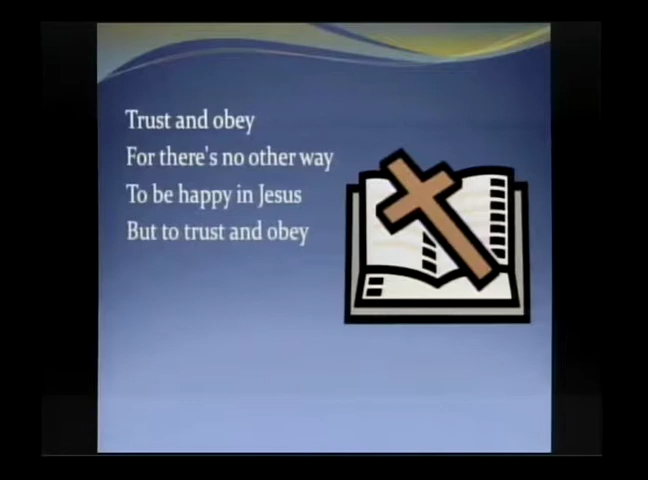 Trust and obey
For there's no other way
To be happy in Jesus
But to trust and obey